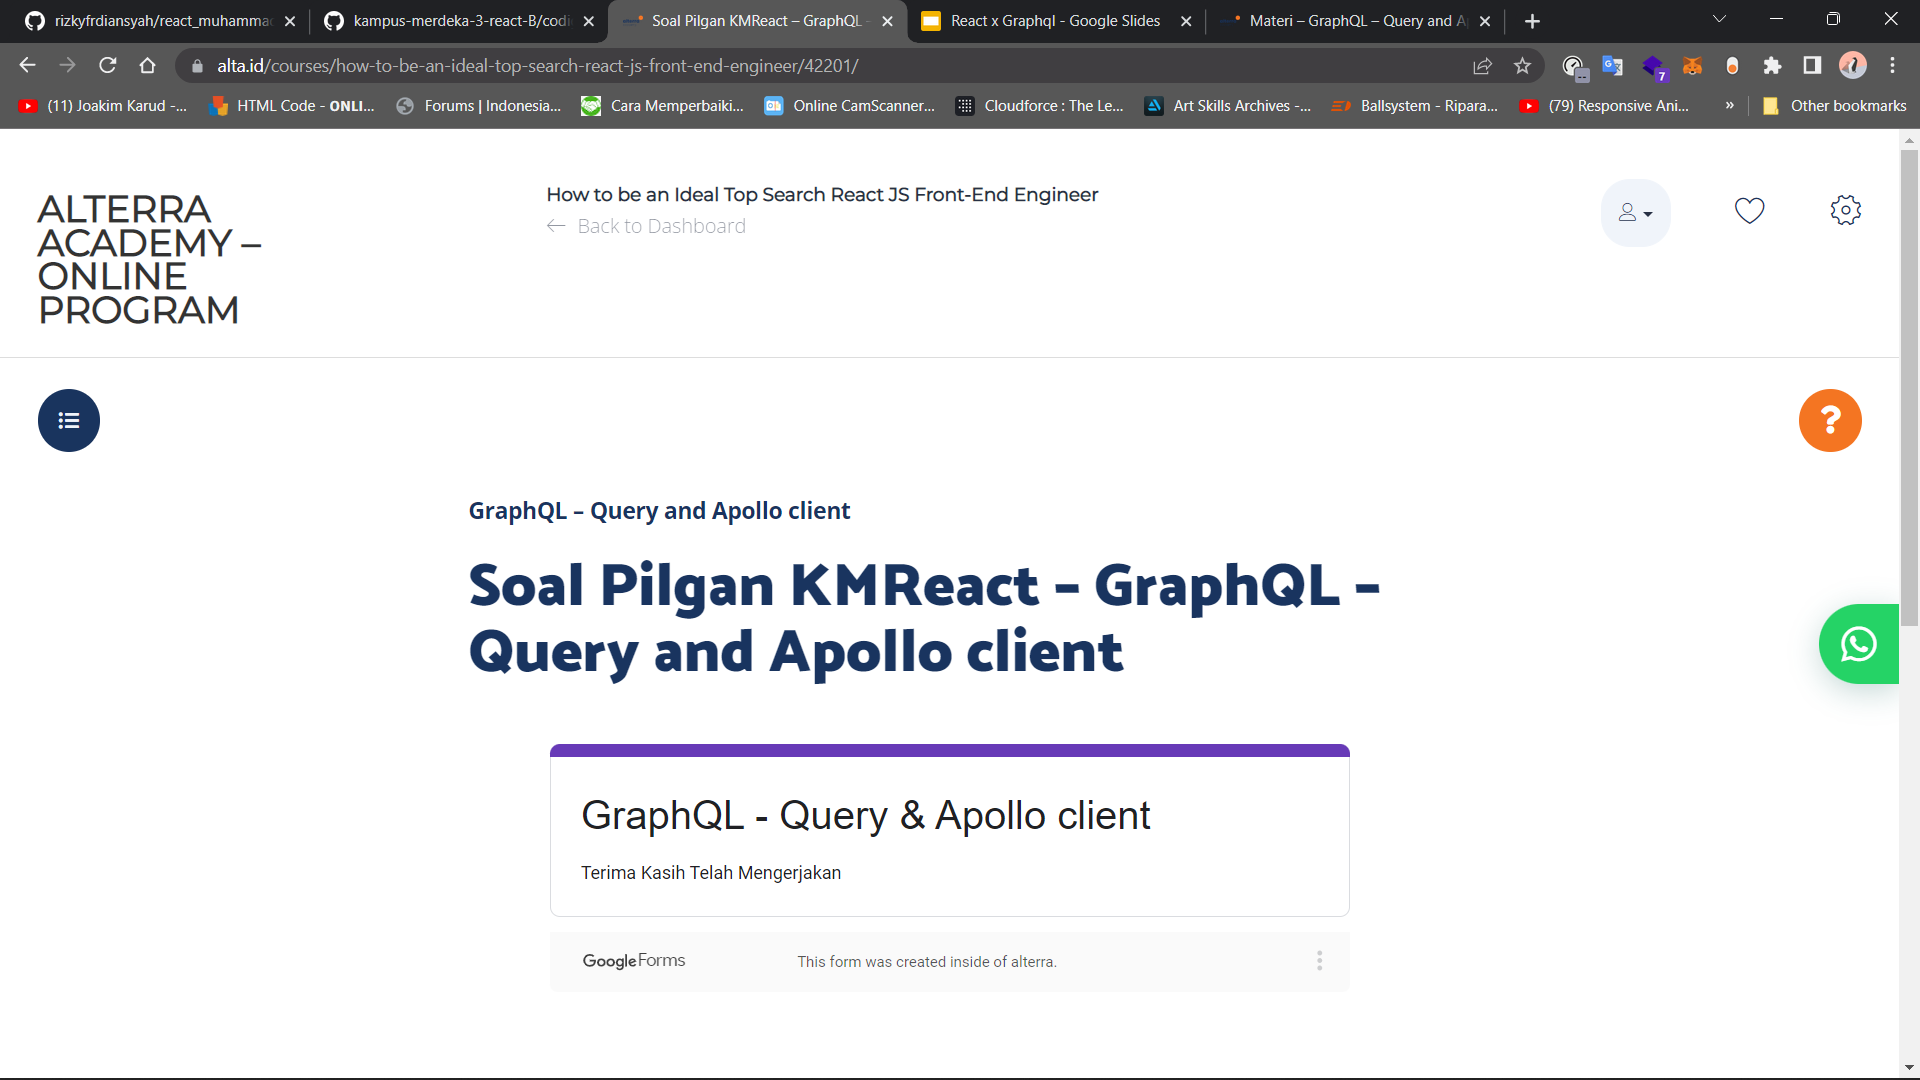 rizkyfrdiansyah/react_muhammad
kampus-merdeka-3-react-B/codi
Soal Pilgan KMReact – GraphQL -
React x Graphql - Google Slides
Materi – GraphQL – Query and A
alta.id/courses/how-to-be-an-ideal-top-search-react-js-front-end-engineer/42201/
7
(11) Joakim Karud -...
HTML Code - ONLI...
Forums | Indonesia...
Cara Memperbaiki...
Online CamScanner...
Cloudforce : The Le...
Art Skills Archives -...
Ballsystem - Ripara...
(79) Responsive Ani...
»
Other bookmarks
ALTERRA
ACADEMY –
ONLINE
PROGRAM
How to be an Ideal Top Search React JS Front-End Engineer
← Back to Dashboard
?
GraphQL – Query and Apollo client
Soal Pilgan KMReact – GraphQL –
Query and Apollo client
GraphQL - Query & Apollo client
Terima Kasih Telah Mengerjakan
Google Forms
This form was created inside of alterra.